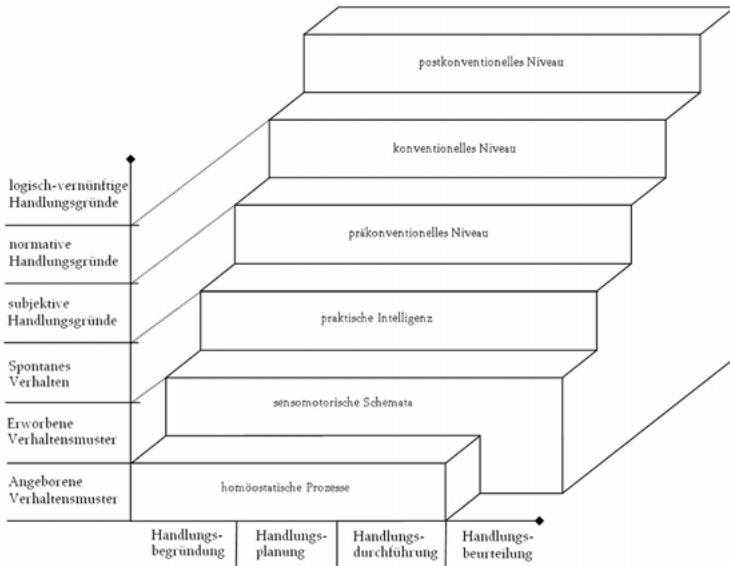 postkonventionelles Niveau
konventionelles Niveau
logisch-vernünftige
Handlungsgründe
präkonventionelles Niveau
normative
Handlungsgründe
subjektive
Handlungsgründe
praktische Intelligenz
Spontanes
Verhalten
sensomotorische Schemata
Erworbene
Verhaltensmuster
Angeborene
Verhaltensmuster
homöostatische Prozesse
Handlungs-
begründung
Handlungs-
planung
Handlungs-
durchführung
Handlungs-
beurteilung